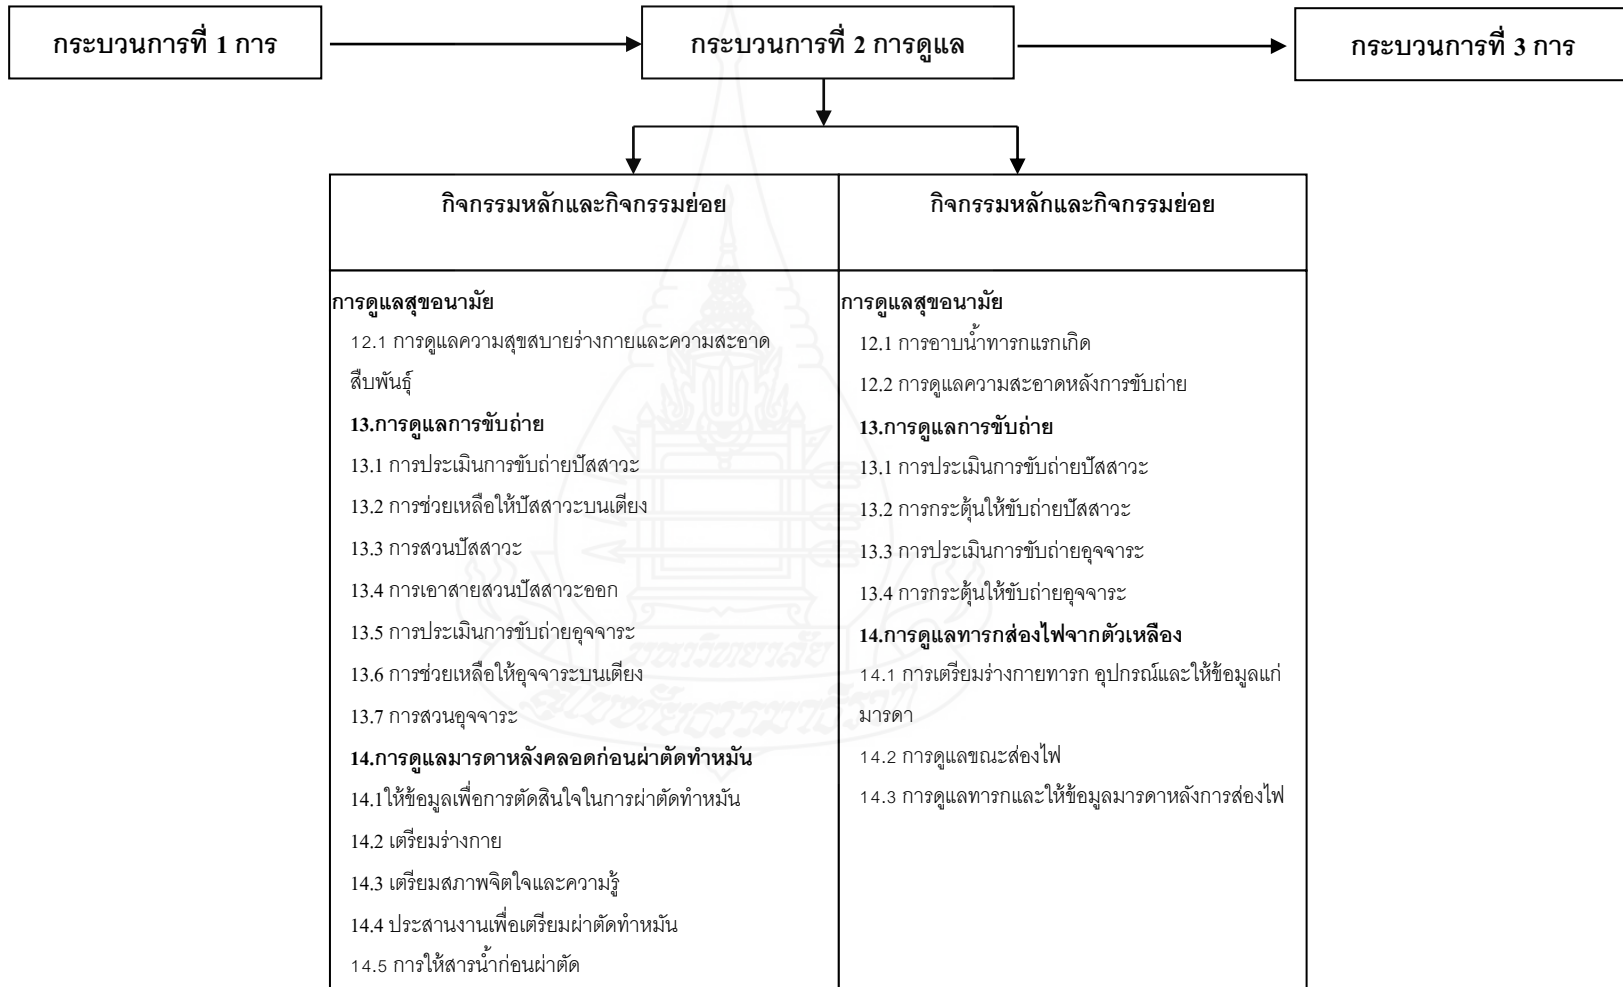 กระบวนการที่ 1 การ
กระบวนการที่ 2 การดูแล
กระบวนการที่ 3 การ
กิจกรรมหลักและกิจกรรมย่อย
การดูแลสุขอนามัย
12.1 การดูแลความสุขสบายร่างกายและความสะอาด
สืบพันธุ์
13.การดูแลการขับถ่าย
13.1 การประเมินการขับถ่ายปัสสาวะ
13.2 การช่วยเหลือให้ปัสสาวะบนเตียง
13.3 การสวนปัสสาวะ
13.4 การเอาสายสวนปัสสาวะออก
13.5 การประเมินการขับถ่ายอุจจาระ
13.6 การช่วยเหลือให้อุจจาระบนเตียง
13.7 การสวนอุจจาระ
14.การดูแลมารดาหลังคลอดก่อนผ่าตัดทำหมัน
14.1ให้ข้อมูลเพื่อการตัดสินใจในการผ่าตัดทำหมัน
14.2 เตรียมร่างกาย
14.3 เตรียมสภาพจิตใจและความรู้
14.4 ประสานงานเพื่อเตรียมผ่าตัดทำหมัน
14.5 การให้สารน้ำก่อนผ่าตัด
กิจกรรมหลักและกิจกรรมย่อย
การดูแลสุขอนามัย
12.1 การอาบน้ำทารกแรกเกิด
12.2 การดูแลความสะอาดหลังการขับถ่าย
13.การดูแลการขับถ่าย
13.1 การประเมินการขับถ่ายปัสสาวะ
13.2 การกระตุ้นให้ขับถ่ายปัสสาวะ
13.3 การประเมินการขับถ่ายอุจจาระ
13.4 การกระตุ้นให้ขับถ่ายอุจจาระ
14.การดูแลทารกส่องไฟจากตัวเหลือง
14.1 การเตรียมร่างกายทารก อุปกรณ์และให้ข้อมูลแก่
มารดา
14.2 การดูแลขณะส่องไฟ
14.3 การดูแลทารกและให้ข้อมูลมารดาหลังการส่องไฟ
มหาวิทยาลัย
สุโขทัยธรรมาธิราช